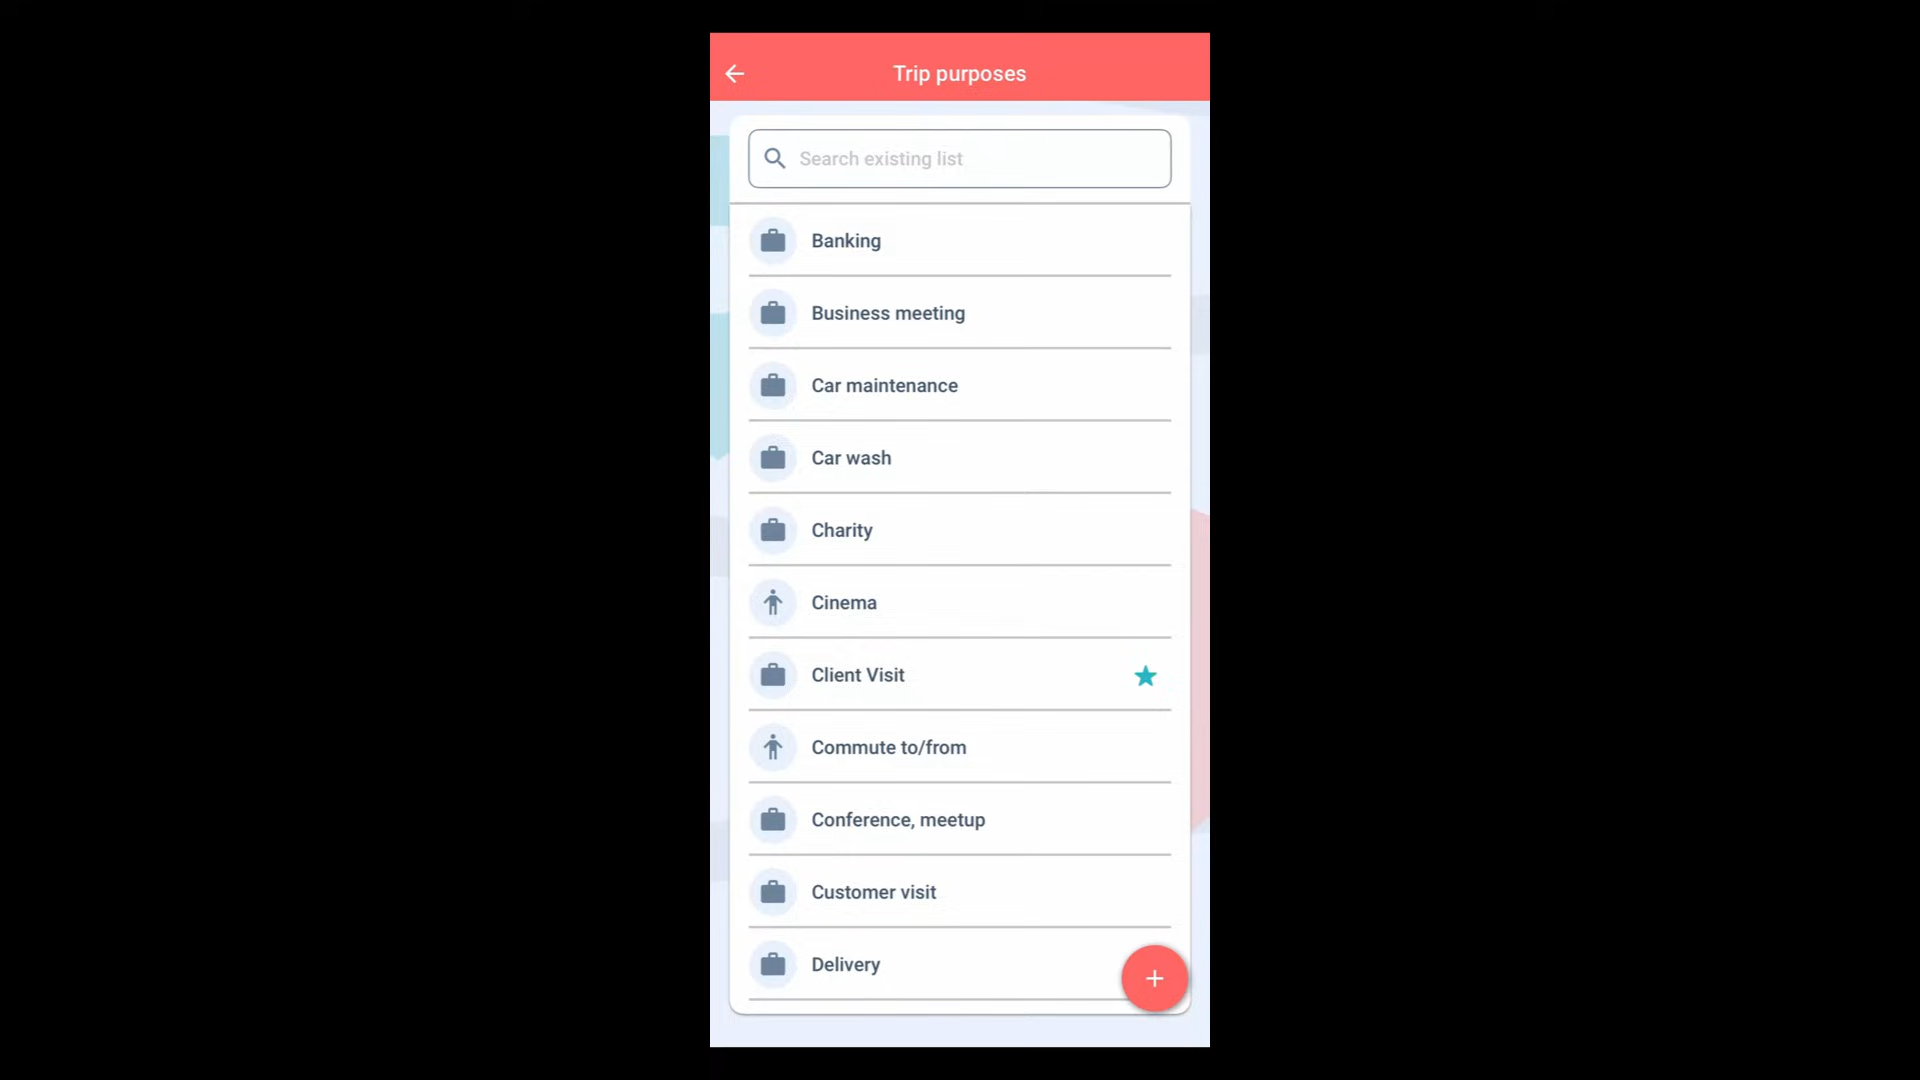 Trip purposes
Search existing list
Banking
Business meeting
Car maintenance
Car wash
Charity
Cinema
Client Visit
Commute to/from
Conference, meetup
Customer visit
Delivery